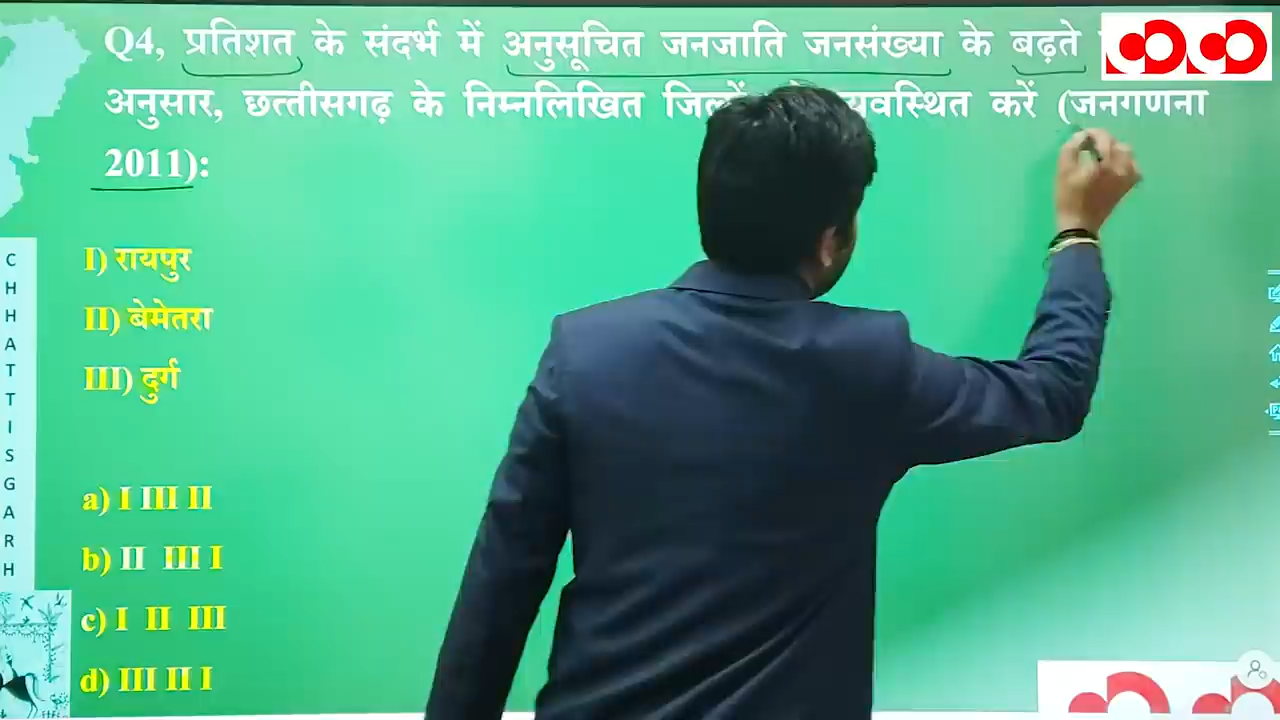 Q4, प्रतिशत के संदर्भ में अनुसूचित जनजाति जनसंख्या के बढ़ते
अनुसार, छत्तीसगढ़ के निम्नलिखित करें (जनगणना
2011):
I) रायपुर
II) बेमेतरा
III) दुर्ग
a) I III II
b) II III I
c) I II III
d) III II I
CHHATTISGARH